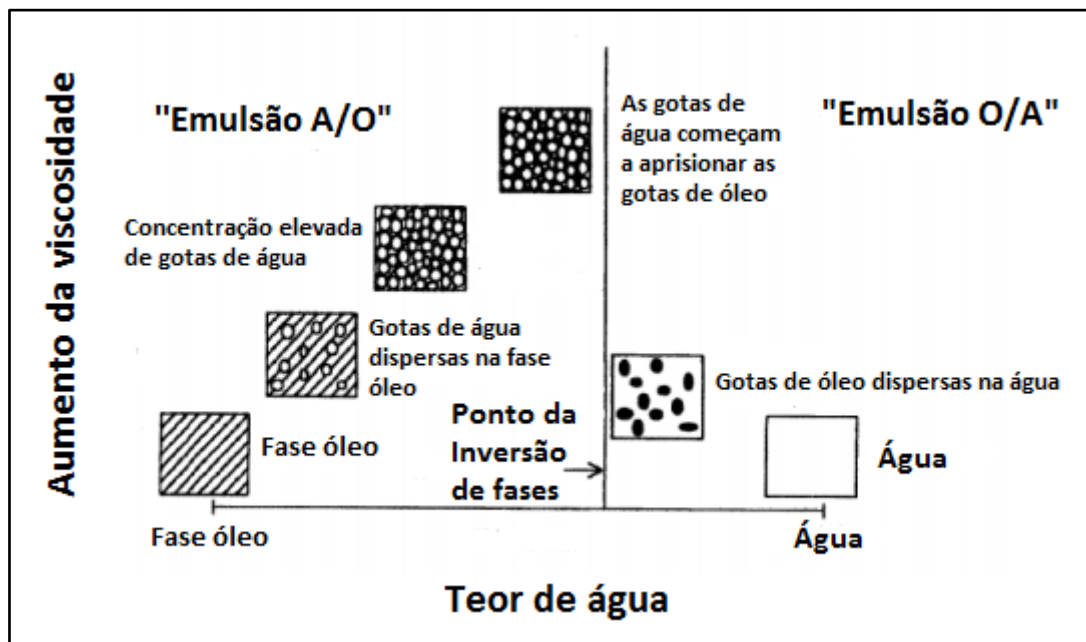 Aumento da viscosidade
"Emulsão A/O"
As gotas de
água começam
a aprisionar as
gotas de óleo
"Emulsão O/A"
Concentração elevada
de gotas de água
Gotas de água
dispersas na fase
óleo
Gotas de óleo dispersas na água
Fase óleo
Ponto da
Inversão
de fases
Água
Fase óleo
Água
Teor de água